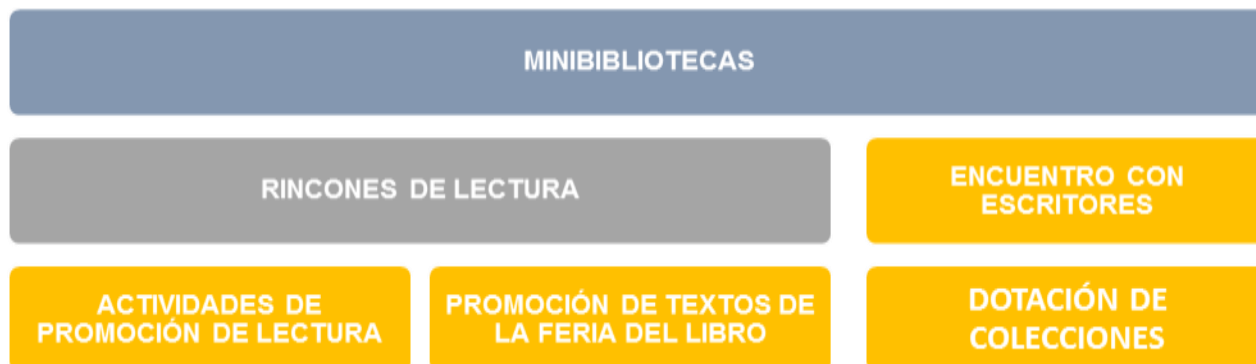 MINIBIBLIOTECAS
RINCONES DE LECTURA
ENCUENTRO CON
ESCRITORES
ACTIVIDADES DE
PROMOCIÓN DE LECTURA
PROMOCIÓN DE TEXTOS DE
LA FERIA DEL LIBRO
DOTACIÓN DE
COLECCIONES